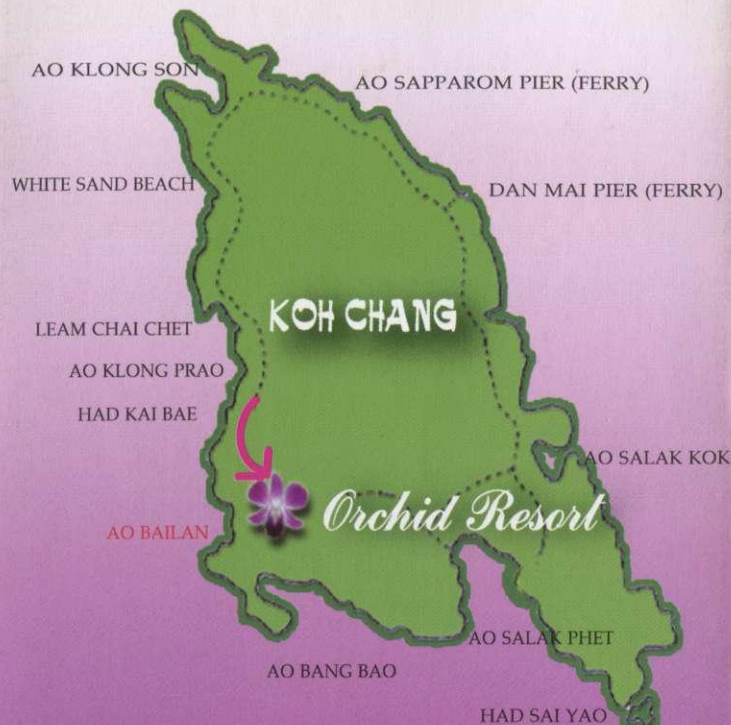 AO KLONG SON
AO SAPPAROM PIER (FERRY)
WHITE SAND BEACH
DAN MAI PIER (FERRY)
KOH CHANG
LEAM CHAI CHET
AO KLONG PRAO
HAD KAI BAE
AO SALAK KOK
Orchid Resort
AO BAILAN
AO SALAK PHET
AO BANG BAO
HAD SAI YAO